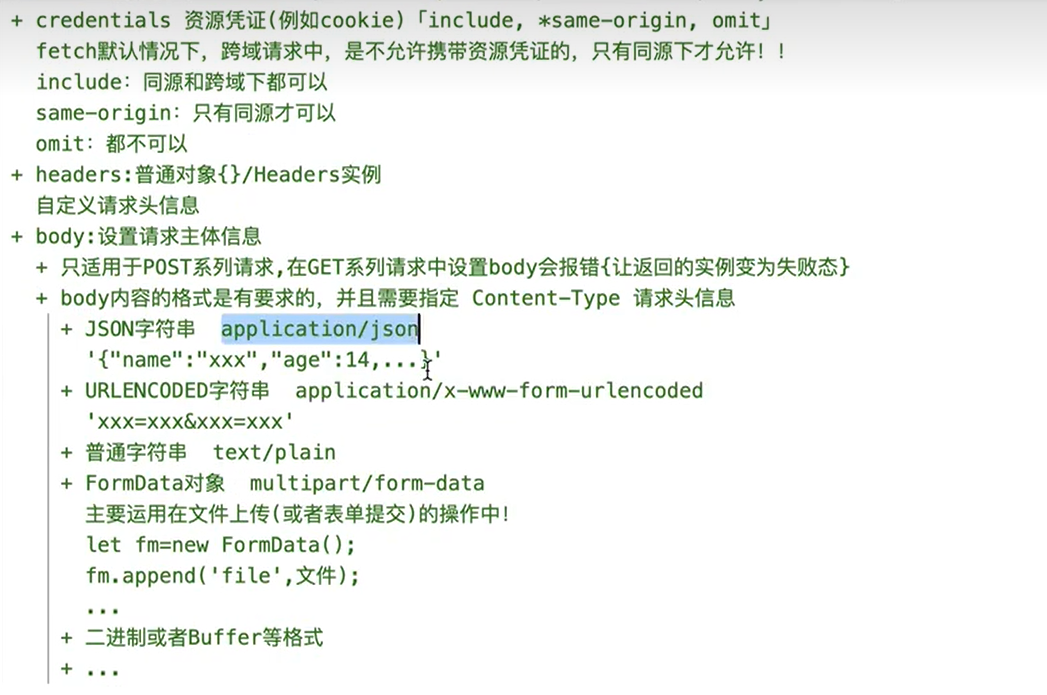 + credentials 资源凭证(例如cookie)「include, *same-origin, omit」
fetch默认情况下，跨域请求中，是不允许携带资源凭证的，只有同源下才允许！！
include：同源和跨域下都可以
same-origin：只有同源才可以
omit：都不可以
+ headers:普通对象{}/Headers实例
自定义请求头信息
+ body:设置请求主体信息
+ 只适用于POST系列请求,在GET系列请求中设置body会报错{让返回的实例变为失败态}
+ body内容的格式是有要求的，并且需要指定 Content-Type 请求头信息
+ JSON字符串 application/json
'{"name":"xxx","age":14,...}'
+ URLENCODED字符串 application/x-www-form-urlencoded
'xxx=xxx&xxx=xxx'
+ 普通字符串 text/plain
+ FormData对象 multipart/form-data
主要运用在文件上传(或者表单提交)的操作中！
let fm=new FormData();
fm.append('file',文件);
...
+ 二进制或者Buffer等格式
+ ...